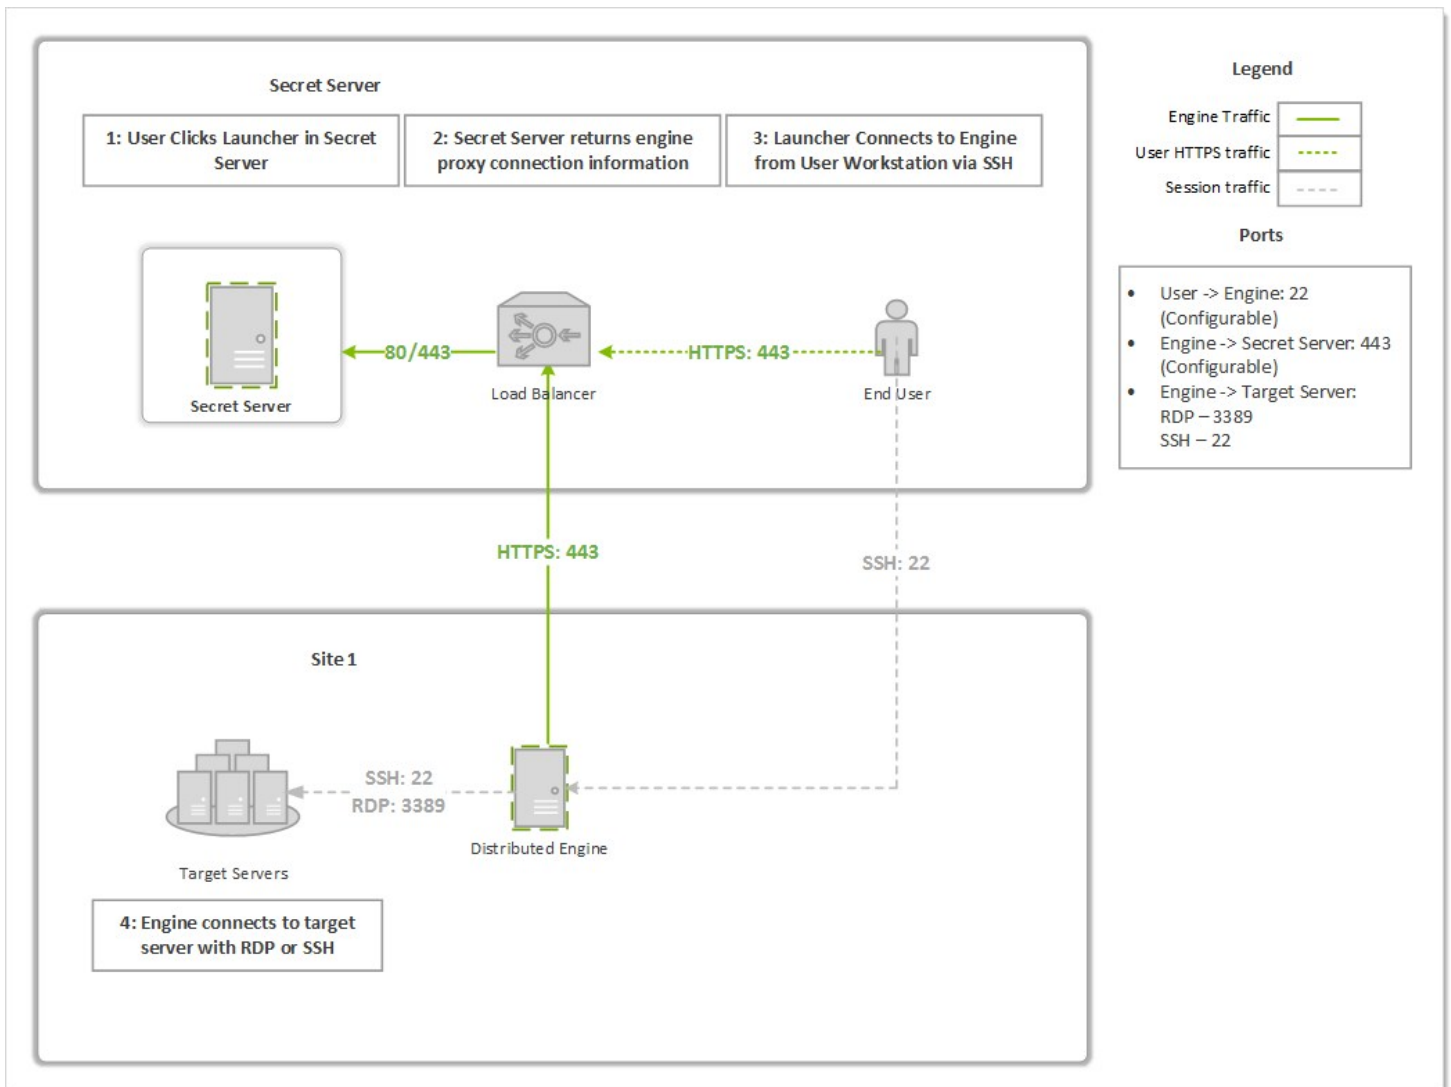 Secret Server
1: User Clicks Launcher in Secret
Server
2: Secret Server returns engine
proxy connection information
3: Launcher Connects to Engine
from User Workstation via SSH
Secret Server
80/443
Load Balancer
HTTPS: 443
End User
HTTPS: 443
SSH: 22
Site 1
Target Servers
SSH: 22
RDP: 3389
Distributed Engine
4: Engine connects to target
server with RDP or SSH
Legend
Engine Traffic
User HTTPS traffic
Session traffic
Ports
• User -> Engine: 22
(Configurable)
• Engine -> Secret Server: 443
(Configurable)
• Engine -> Target Server:
RDP – 3389
SSH – 22